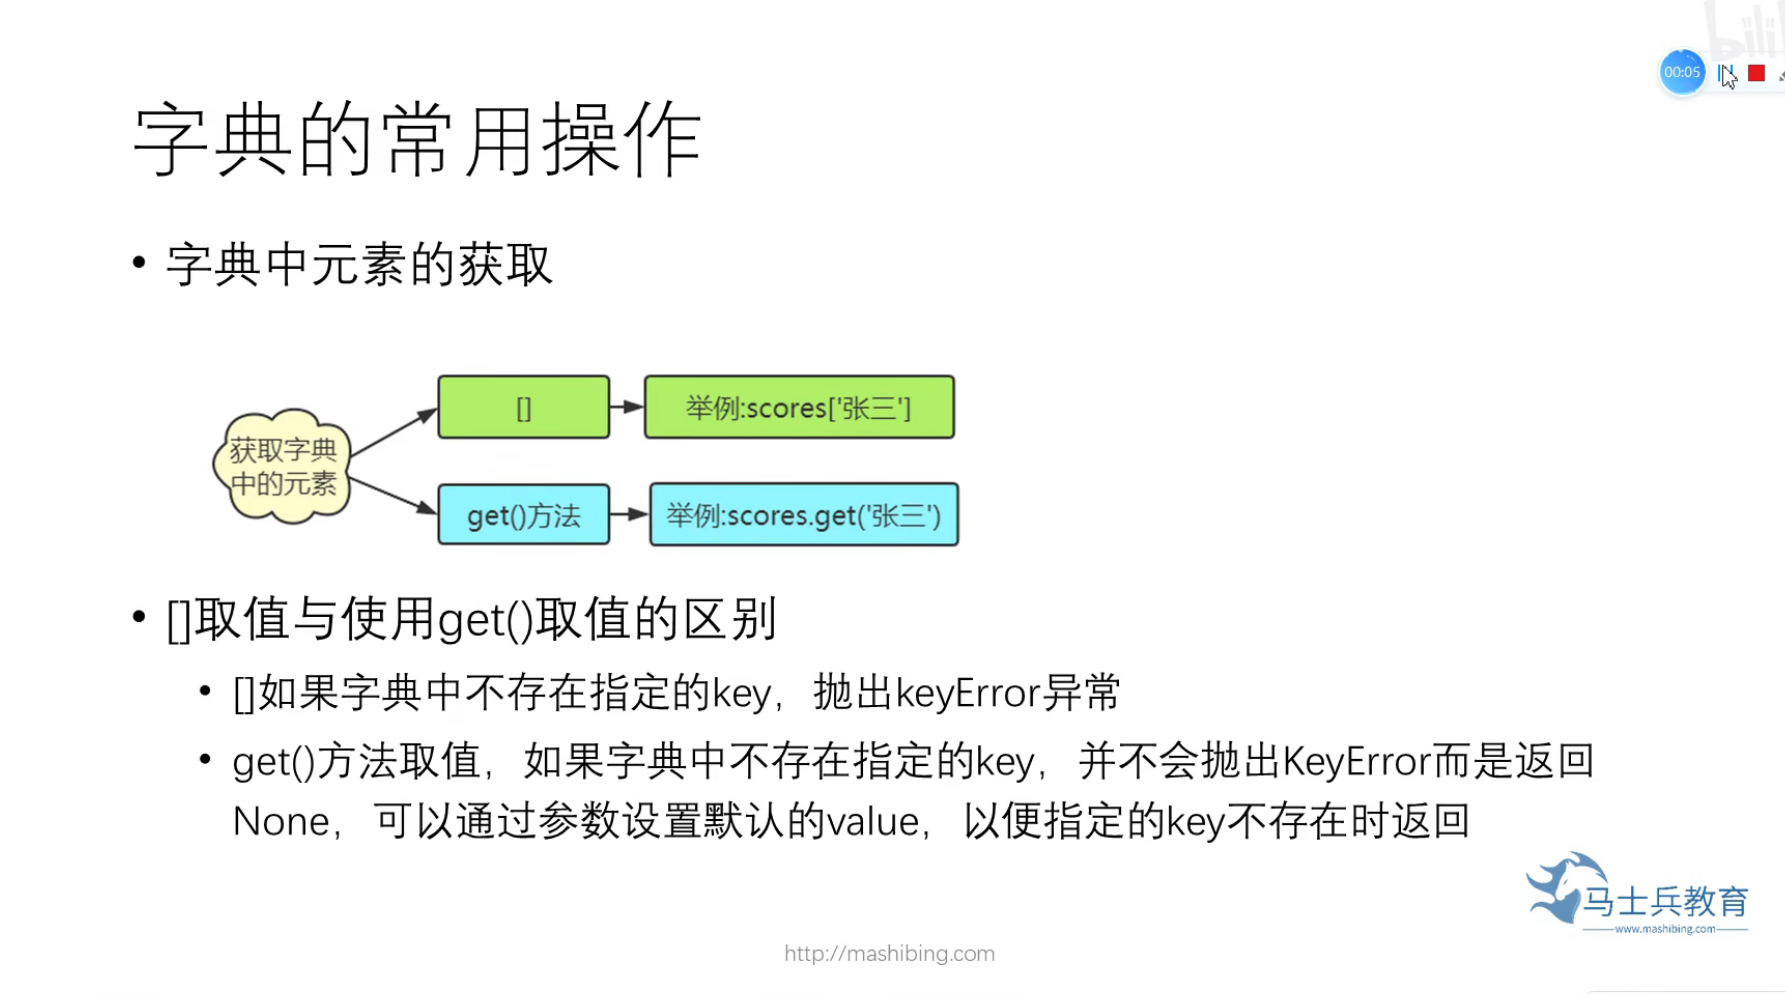 bili
00:05
字典的常用操作
• 字典中元素的获取
获取字典
中的元素
[]
举例:scores['张三']
get()方法
举例:scores.get('张三')
• []取值与使用get()取值的区别
• []如果字典中不存在指定的key，抛出keyError异常
• get()方法取值，如果字典中不存在指定的key，并不会抛出KeyError而是返回
None，可以通过参数设置默认的value，以便指定的key不存在时返回
马士兵教育
www.mashibing.com
http://mashibing.com